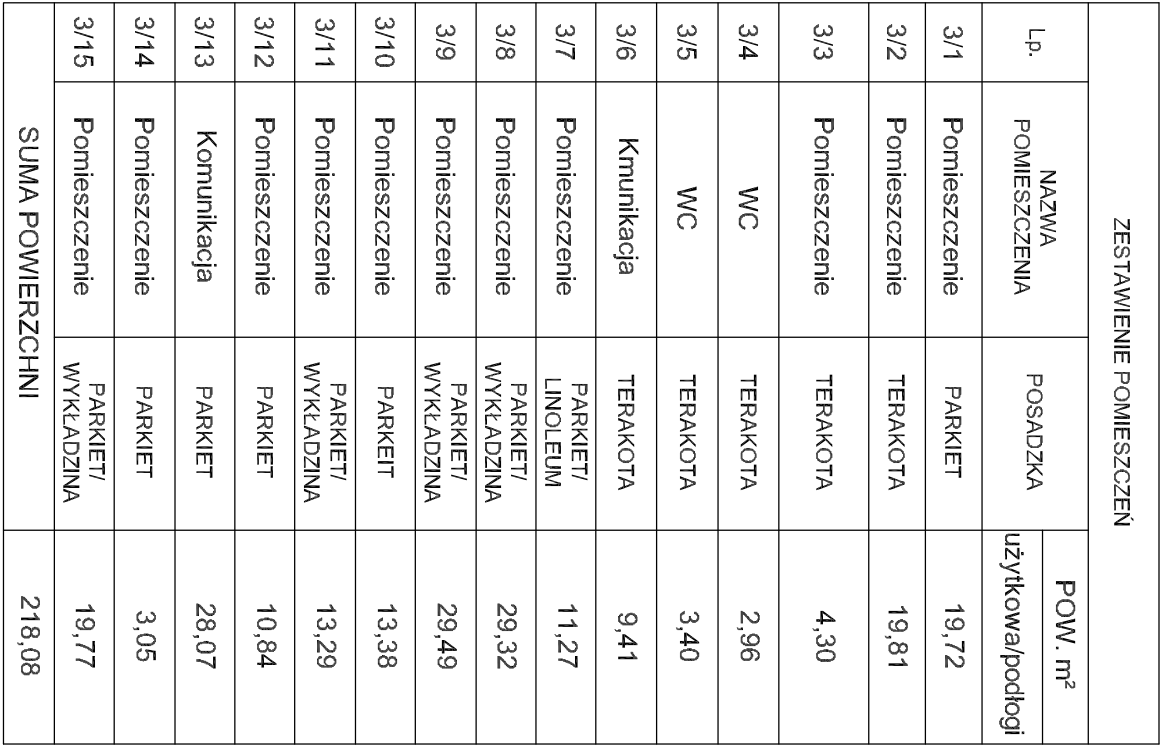 ZESTAWIENIE POMIESZCZEŃ
Lp.
NAZWA
POMIESZCZENIA
POSADZKA
POW. m²
użytkowa/podłogi
3/1 Pomieszczenie PARKIET 19,72
3/2 Pomieszczenie TERAKOTA 19,81
3/3 Pomieszczenie TERAKOTA 4,30
3/4 WC TERAKOTA 2,96
3/5 WC TERAKOTA 3,40
3/6 Kmunikacja TERAKOTA 9,41
3/7 Pomieszczenie PARKIET/
LINOLEUM 11,27
3/8 Pomieszczenie PARKIET/
WYKŁADZINA 29,32
3/9 Pomieszczenie PARKIET/
WYKŁADZINA 29,49
3/10 Pomieszczenie PARKEIT 13,38
3/11 Pomieszczenie PARKIET/
WYKŁADZINA 13,29
3/12 Pomieszczenie PARKIET 10,84
3/13 Komunikacja PARKIET 28,07
3/14 Pomieszczenie PARKIET 3,05
3/15 Pomieszczenie PARKIET/
WYKŁADZINA 19,77
SUMA POWIERZCHNI 218,08